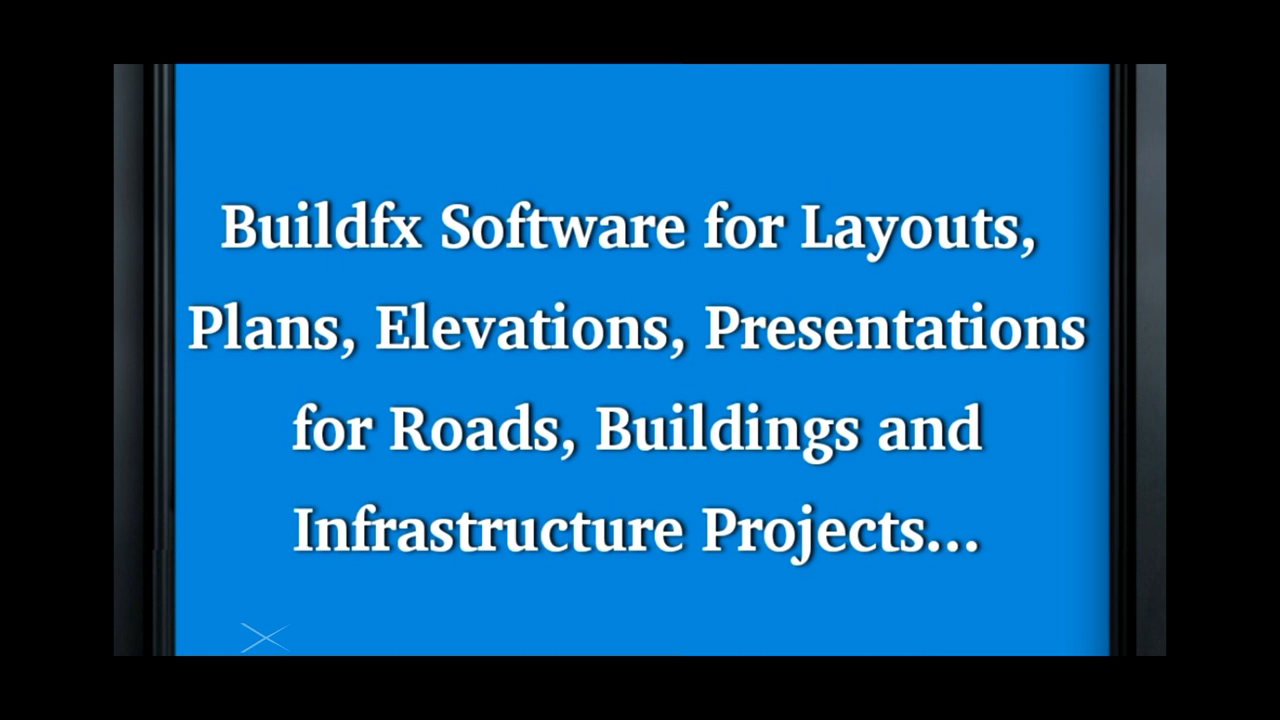 Buildfx Software for Layouts,
Plans, Elevations, Presentations
for Roads, Buildings and
Infrastructure Projects...